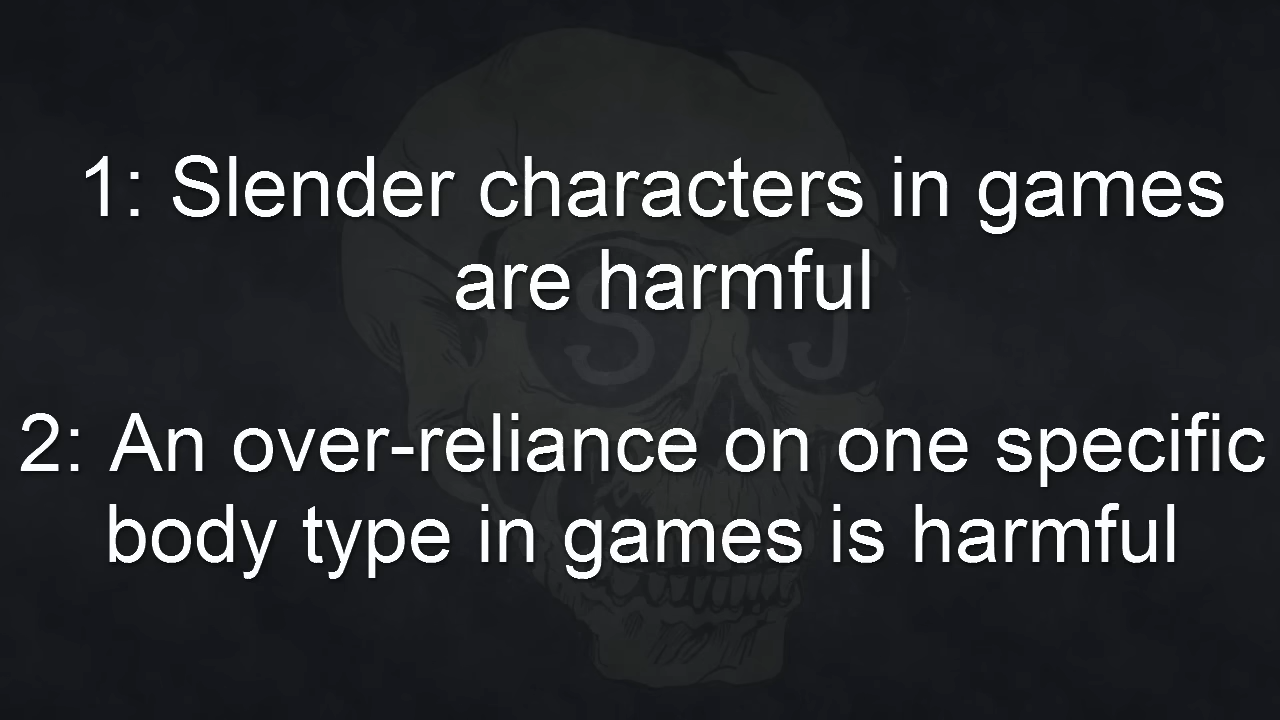 1: Slender characters in games
are harmful
S J
2: An over-reliance on one specific
body type in games is harmful